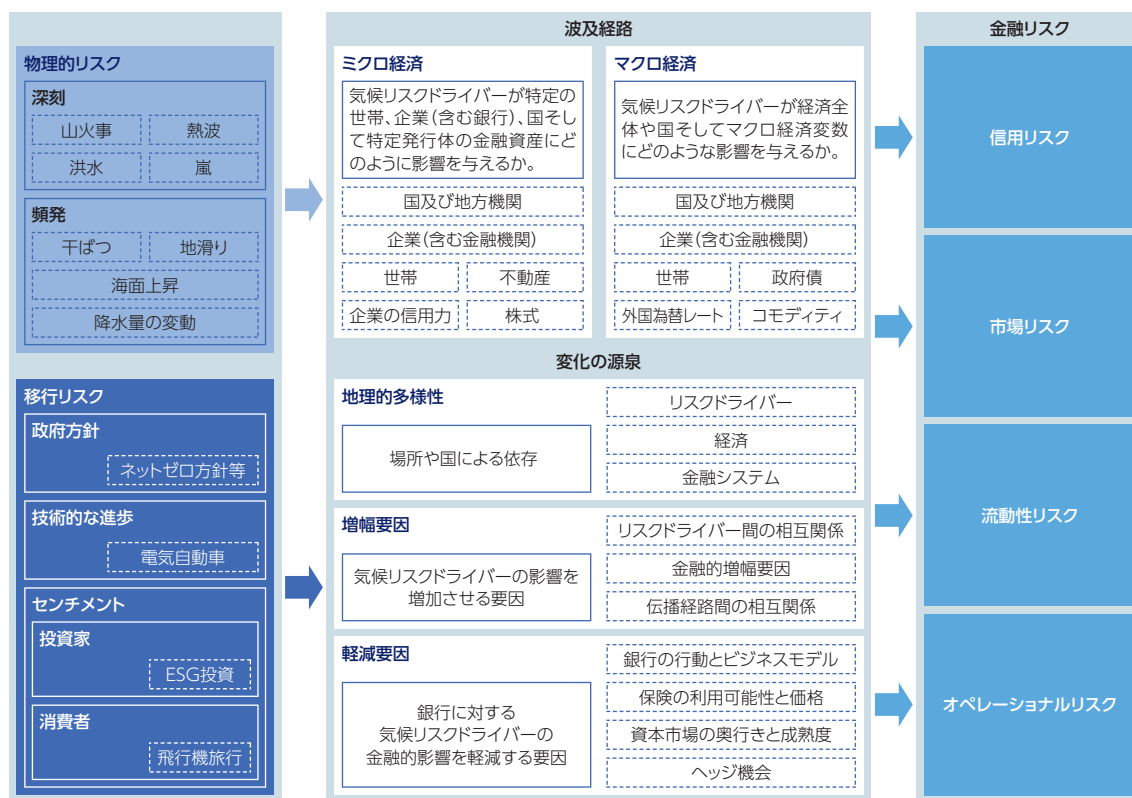 物理的リスク
深刻
山火事
熱波
洪水
嵐
頻発
干ばつ
地滑り
海面上昇
降水量の変動
移行リスク
政府方針
ネットゼロ方針等
技術的な進歩
電気自動車
センチメント
投資家
ESG投資
消費者
飛行機旅行
波及経路
ミクロ経済
気候リスクドライバーが特定の
世帯、企業(含む銀行)、国そし
て特定発行体の金融資産にど
のように影響を与えるか。
国及び地方機関
企業(含む金融機関)
世帯
不動産
企業の信用力
株式
マクロ経済
気候リスクドライバーが経済全
体や国そしてマクロ経済変数
にどのような影響を与えるか。
国及び地方機関
企業(含む金融機関)
世帯
政府債
外国為替レート
コモディティ
変化の源泉
地理的多様性
場所や国による依存
リスクドライバー
経済
金融システム
増幅要因
気候リスクドライバーの影響を
増加させる要因
リスクドライバー間の相互関係
金融的増幅要因
伝播経路間の相互関係
軽減要因
銀行に対する
気候リスクドライバーの
金融的影響を軽減する要因
銀行の行動とビジネスモデル
保険の利用可能性と価格
資本市場の奥行きと成熟度
ヘッジ機会
金融リスク
信用リスク
市場リスク
流動性リスク
オペレーショナルリスク